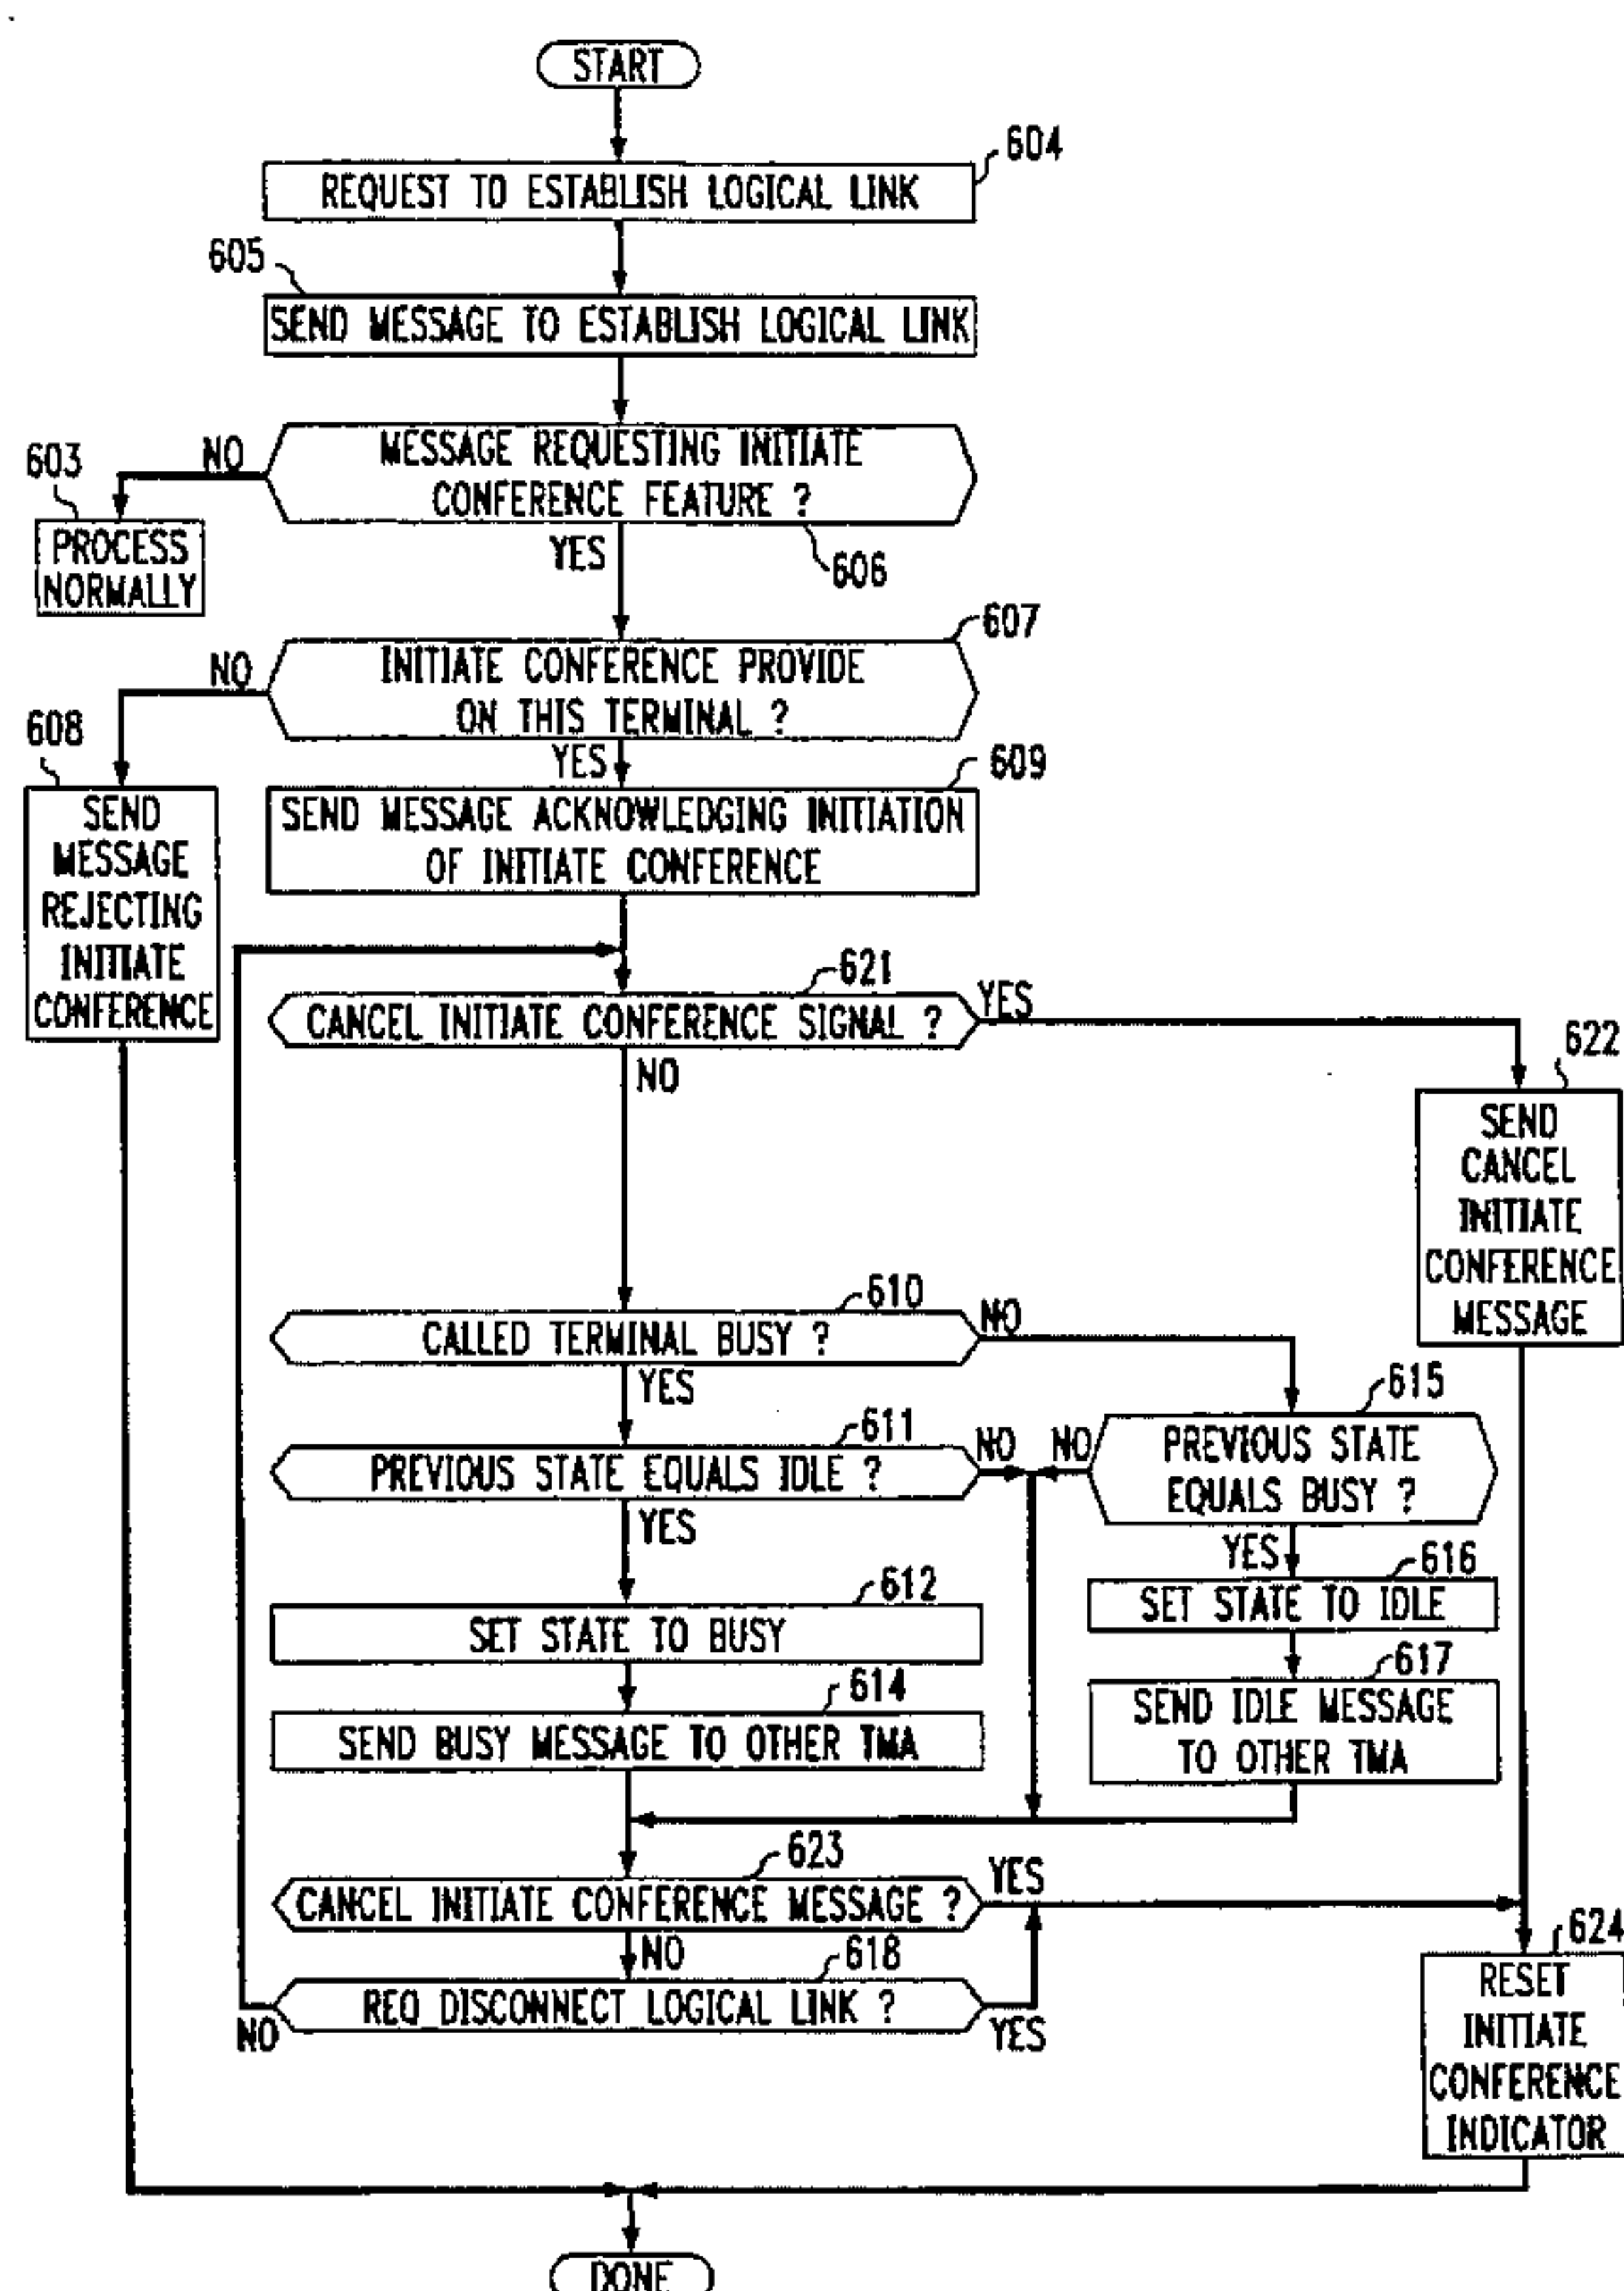 START
604
REQUEST TO ESTABLISH LOGICAL LINK
605
SEND MESSAGE TO ESTABLISH LOGICAL LINK
603
NO
MESSAGE REQUESTING INITIATE
CONFERENCE FEATURE ?
PROCESS
NORMALLY
YES
606
607
NO
INITIATE CONFERENCE PROVIDE
ON THIS TERMINAL ?
608
YES
609
SEND
MESSAGE
REJECTING
INITIATE
CONFERENCE
SEND MESSAGE ACKNOWLEDGING INITIATION
OF INITIATE CONFERENCE
621
CANCEL INITIATE CONFERENCE SIGNAL ?
YES
NO
622
SEND
CANCEL
INITIATE
CONFERENCE
MESSAGE
610
CALLED TERMINAL BUSY ?
NO
YES
611
615
PREVIOUS STATE EQUALS IDLE ?
NO
NO
PREVIOUS STATE
EQUALS BUSY ?
YES
YES
616
612
SET STATE TO IDLE
SET STATE TO BUSY
617
614
SEND IDLE MESSAGE
TO OTHER TMA
SEND BUSY MESSAGE TO OTHER TMA
623
CANCEL INITIATE CONFERENCE MESSAGE ?
YES
NO
618
624
REQ DISCONNECT LOGICAL LINK ?
NO
YES
RESET
INITIATE
CONFERENCE
INDICATOR
DONE